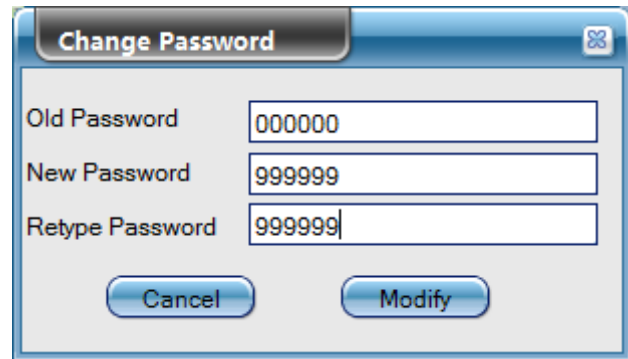 Change Password
Old Password 000000
New Password 999999
Retype Password 999999
Cancel Modify